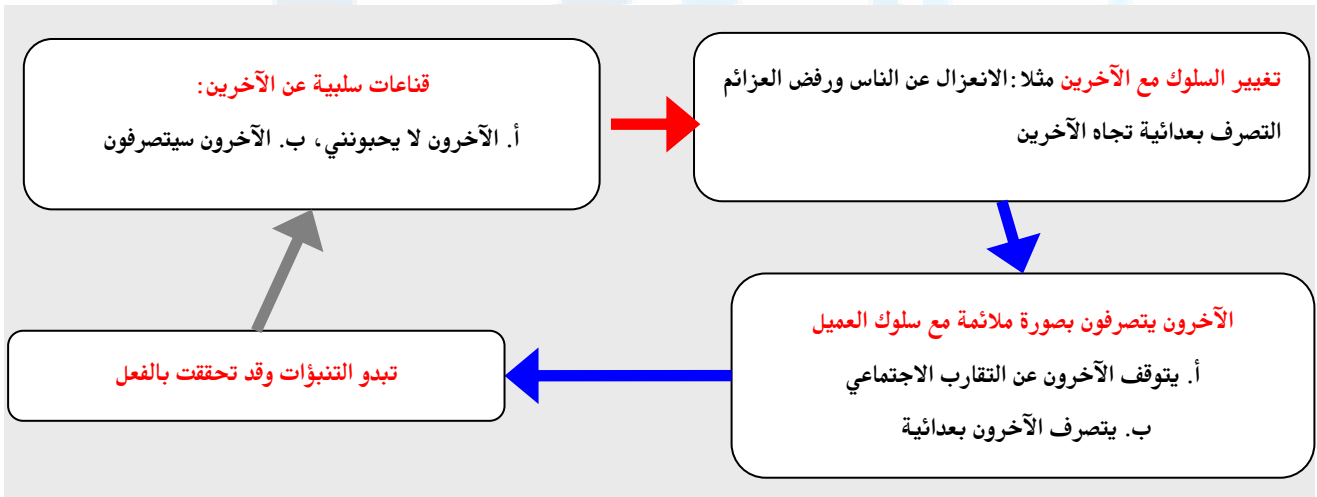 قناعات سلبية عن الآخرين:
أ. الآخرون لا يحبونني، ب. الآخرون سيتصرفون
تغيير السلوك مع الآخرين مثلا: الانعزال عن الناس ورفض العزائم
التصرف بعدائية تجاه الآخرين
الآخرون يتصرفون بصورة ملائمة مع سلوك العميل
أ. يتوقف الآخرون عن التقارب الاجتماعي
ب. يتصرف الآخرون بعدائية
تبدو التنبؤات وقد تحققت بالفعل